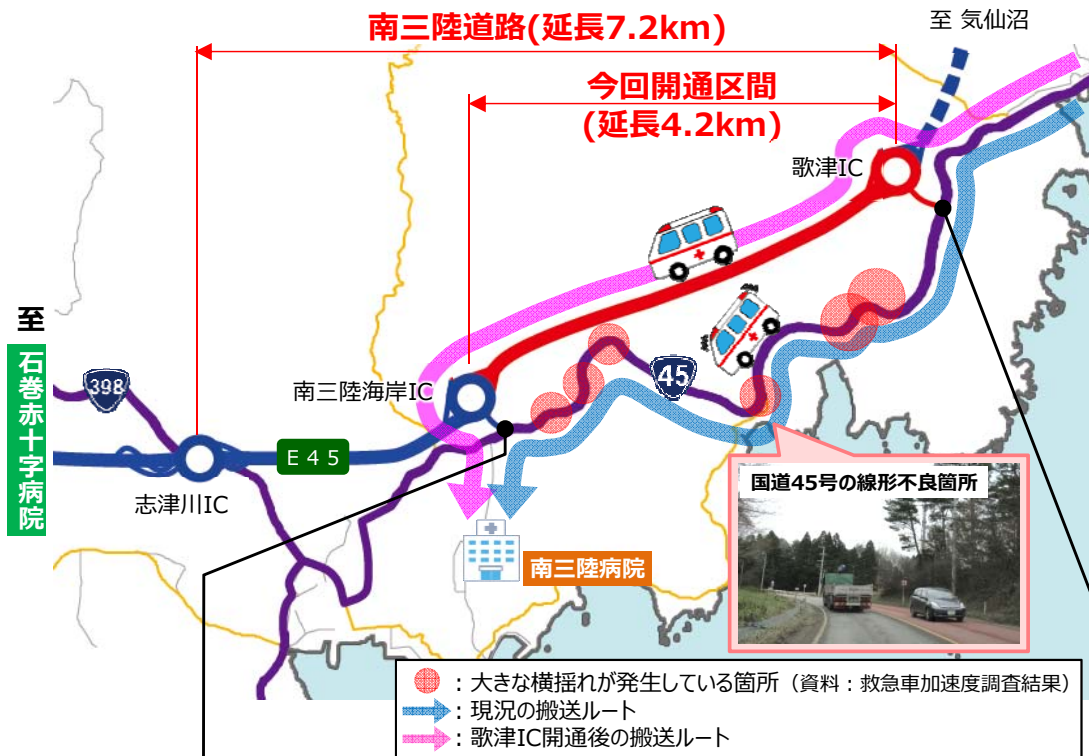 南三陸道路(延長7.2km)
至 気仙沼
今回開通区間
(延長4.2km)
歌津IC
至
石巻赤十字病院
398
南三陸海岸IC
45
E45
志津川IC
国道45号の線形不良箇所
南三陸病院
：大きな横揺れが発生している箇所（資料：救急車加速度調査結果）
：現況の搬送ルート
：歌津IC開通後の搬送ルート